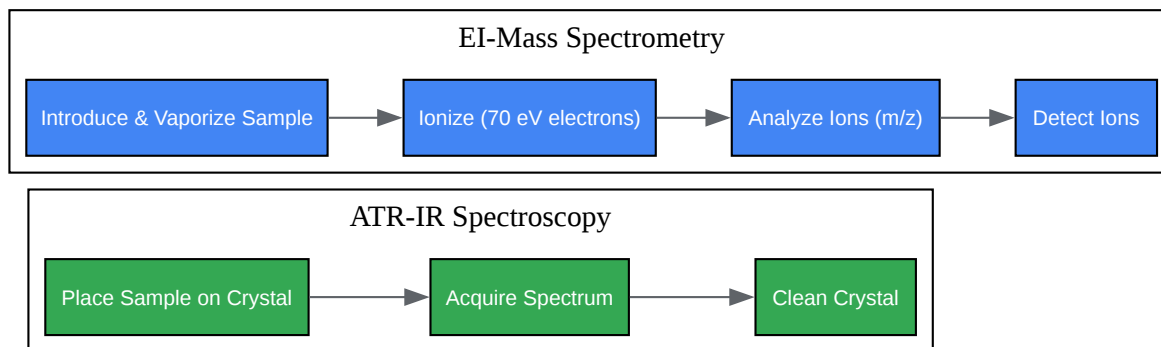 EI-Mass Spectrometry
Introduce & Vaporize Sample
Ionize (70 eV electrons)
Analyze Ions (m/z)
Detect Ions
ATR-IR Spectroscopy
Place Sample on Crystal
Acquire Spectrum
Clean Crystal